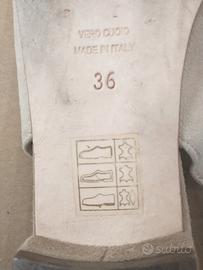 VERO CUOIO
MADE IN ITALY
36
subito